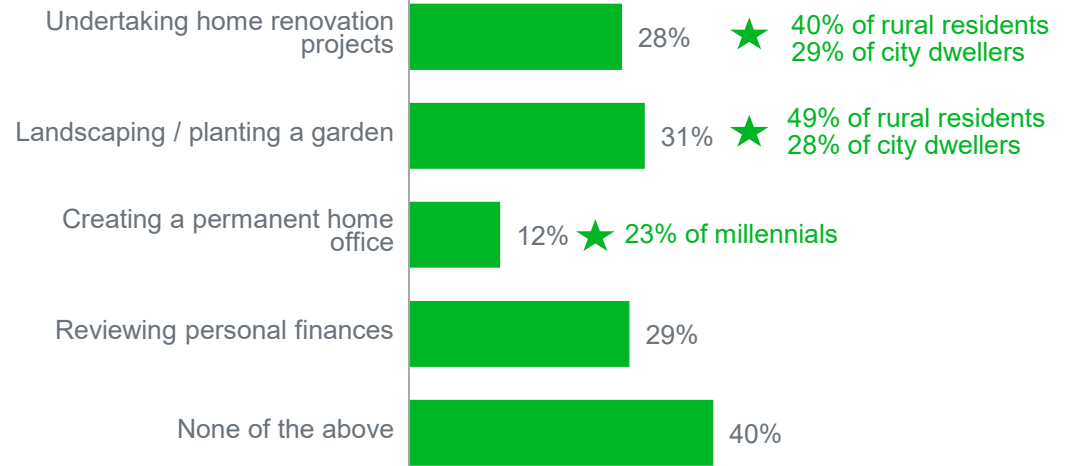 Undertaking home renovation
projects
28%
★ 40% of rural residents
29% of city dwellers
Landscaping / planting a garden
31%
★ 49% of rural residents
28% of city dwellers
Creating a permanent home
office
12%
★ 23% of millennials
Reviewing personal finances
29%
None of the above
40%